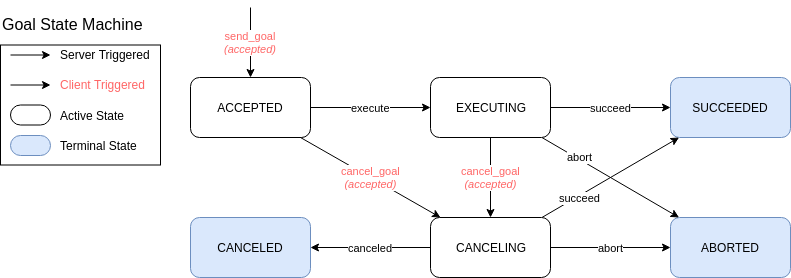 Goal State Machine
Server Triggered
Client Triggered
Active State
Terminal State
send_goal
(accepted)
ACCEPTED
execute
EXECUTING
succeed
SUCCEEDED
cancel_goal
(accepted)
cancel_goal
(accepted)
abort
succeed
CANCELED
canceled
CANCELING
abort
ABORTED